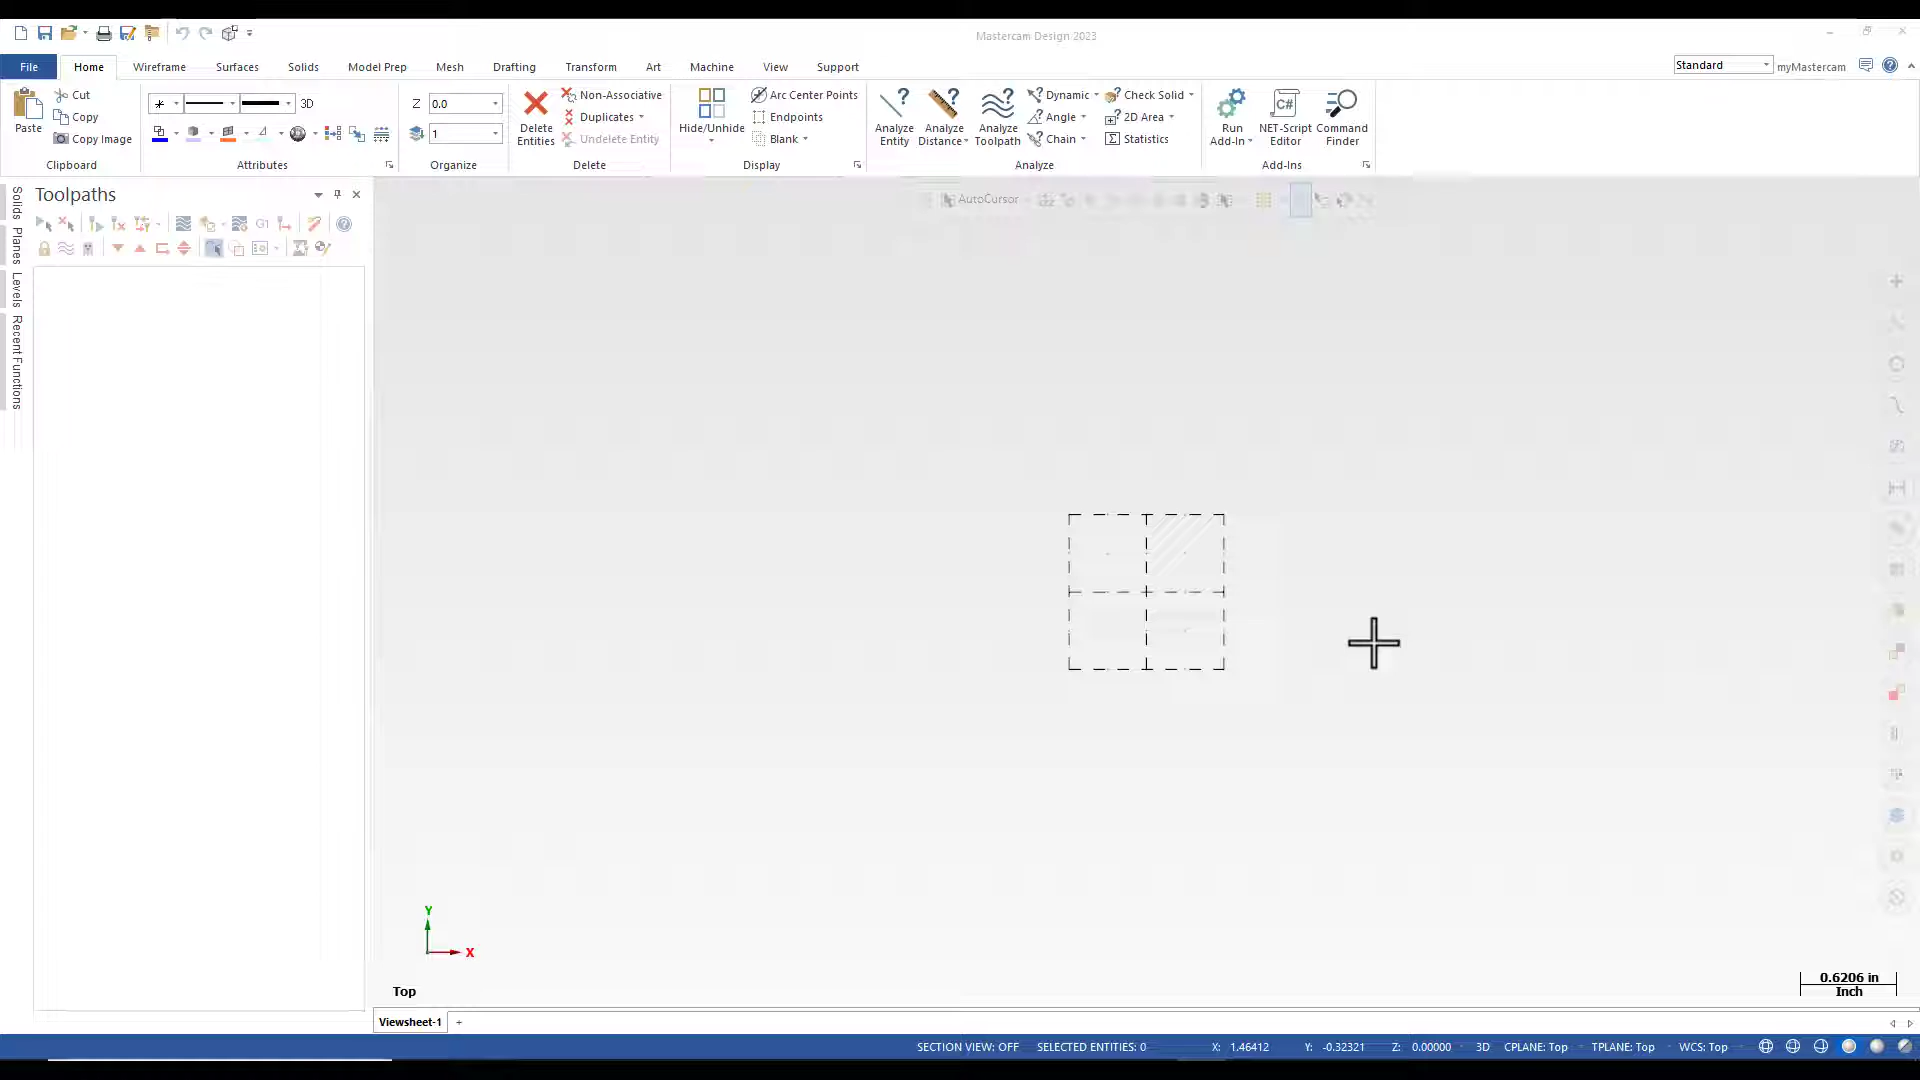 Mastercam Design 2023
File Home Wireframe Surfaces Solids Model Prep Mesh Drafting Transform Art Machine View Support
Standard myMastercam
Paste
Cut
Copy
Copy Image
Clipboard
3D
Attributes
Z 0.0
1
Organize
Delete Entities
Non-Associative
Duplicates
Undelete Entity
Delete
Hide/Unhide
Arc Center Points
Endpoints
Blank
Display
Analyze Entity
Analyze Distance
Analyze Toolpath
Dynamic
Angle
Chain
Check Solid
2D Area
Statistics
Analyze
Run Add-In
C#
NET-Script Editor
Command Finder
Add-Ins
Toolpaths
G1
Solids
Planes
Levels
Recent Functions
AutoCursor
Y
X
Top
0.6206 in
Inch
Viewsheet-1 +
SECTION VIEW: OFF SELECTED ENTITIES: 0 X: 1.46412 Y: -0.32321 Z: 0.00000 3D CPLANE: Top TPLANE: Top WCS: Top